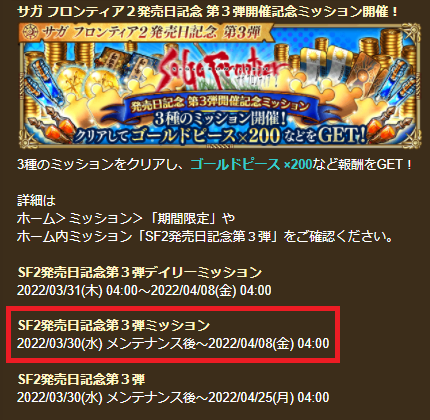 サガ フロンティア２発売日記念 第３弾開催記念ミッション開催！
サガ フロンティア２発売日記念 第３弾
SaGa Frontier
発売日記念 第３弾開催記念ミッション
3種のミッション開催！
クリアしてゴールドピース×200などをGET！
3種のミッションをクリアし、ゴールドピース ×200など報酬をGET！
詳細は
ホーム＞ミッション＞「期間限定」や
ホーム内ミッション「SF2発売日記念第３弾」をご確認ください。
SF2発売日記念第３弾デイリーミッション
2022/03/31(木) 04:00～2022/04/08(金) 04:00
SF2発売日記念第３弾ミッション
2022/03/30(水) メンテナンス後～2022/04/08(金) 04:00
SF2発売日記念第３弾
2022/03/30(水) メンテナンス後～2022/04/25(月) 04:00